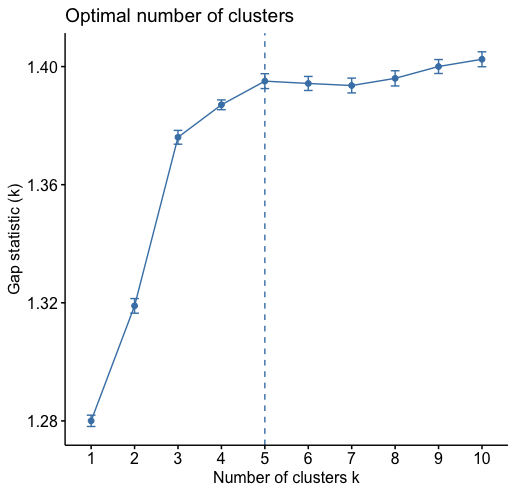 Optimal number of clusters
Gap statistic (k)
1.40
1.36
1.32
1.28
1 2 3 4 5 6 7 8 9 10
Number of clusters k